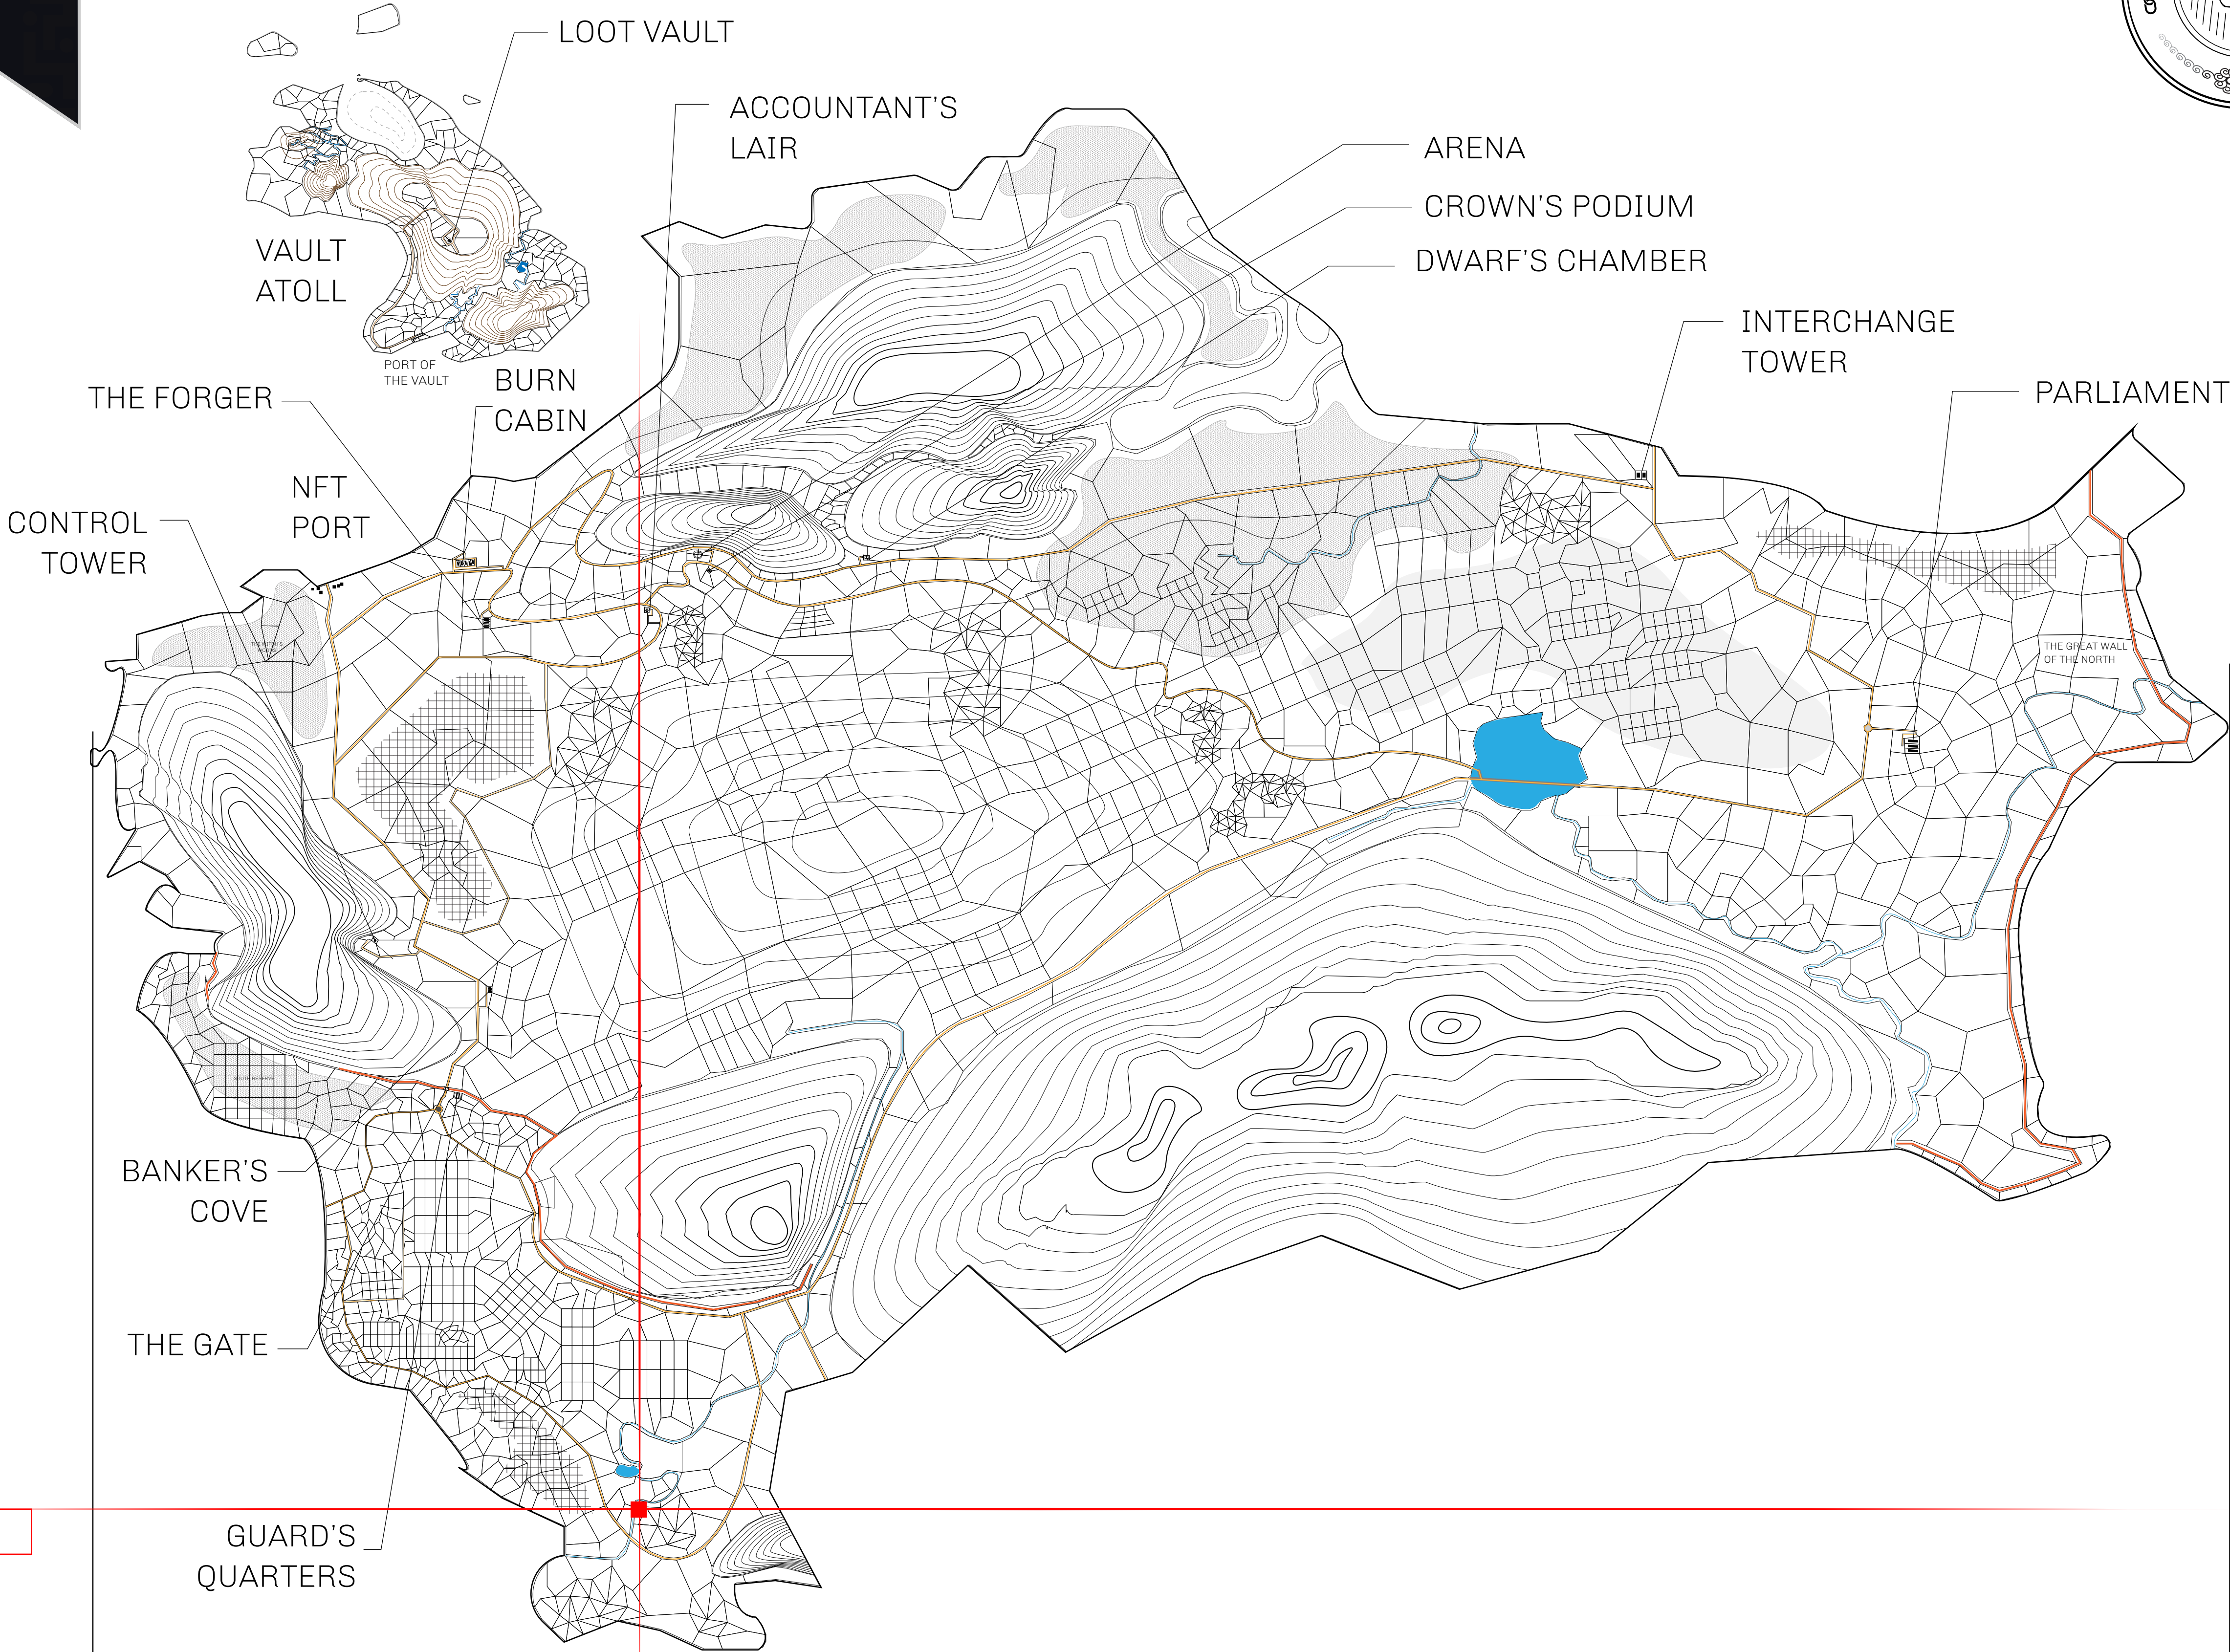 LOOT VAULT
ACCOUNTANT'S
LAIR
ARENA
CROWN'S PODIUM
DWARF'S CHAMBER
VAULT
ATOLL
INTERCHANGE
TOWER
PORT OF
THE VAULT
BURN
CABIN
THE FORGER
PARLIAMENT
NFT
PORT
CONTROL
TOWER
THE GREAT WALL
OF THE NORTH
SOUTH RESERVE
BANKER'S
COVE
THE GATE
GUARD'S
QUARTERS